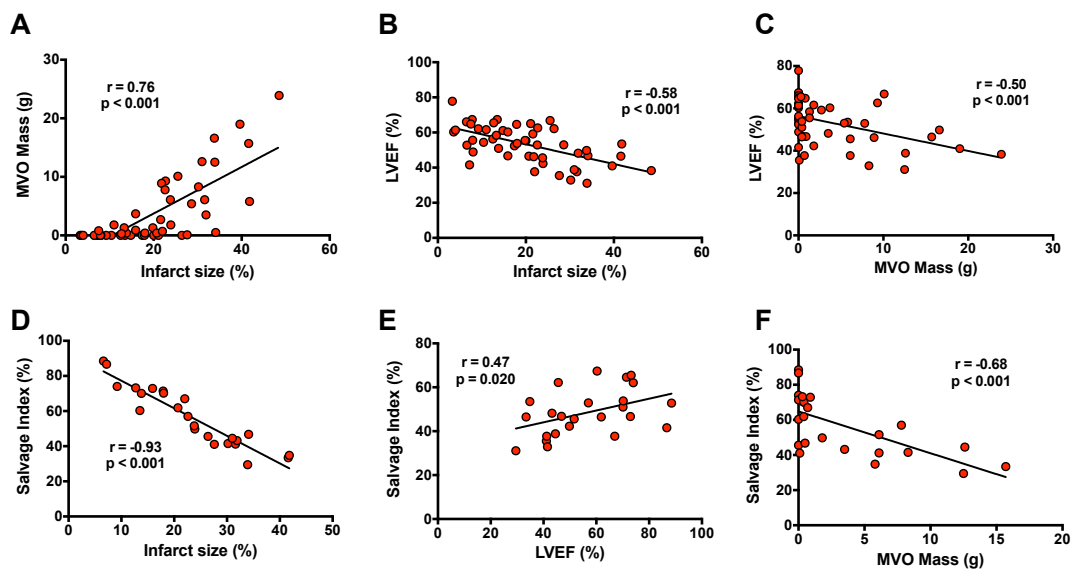 A
r = 0.76
p < 0.001
MVO Mass (g)
30
20
10
0
0 20 40 60
Infarct size (%)
B
r = -0.58
p < 0.001
LVEF (%)
100
80
60
40
20
0
0 20 40 60
Infarct size (%)
C
r = -0.50
p < 0.001
LVEF (%)
80
60
40
20
0
0 10 20 30
MVO Mass (g)
D
r = -0.93
p < 0.001
Salvage Index (%)
100
80
60
40
20
0
0 10 20 30 40 50
Infarct size (%)
E
r = 0.47
p = 0.020
Salvage Index (%)
80
60
40
20
0
0 20 40 60 80 100
LVEF (%)
F
r = -0.68
p < 0.001
Salvage Index (%)
100
80
60
40
20
0
0 5 10 15 20
MVO Mass (g)